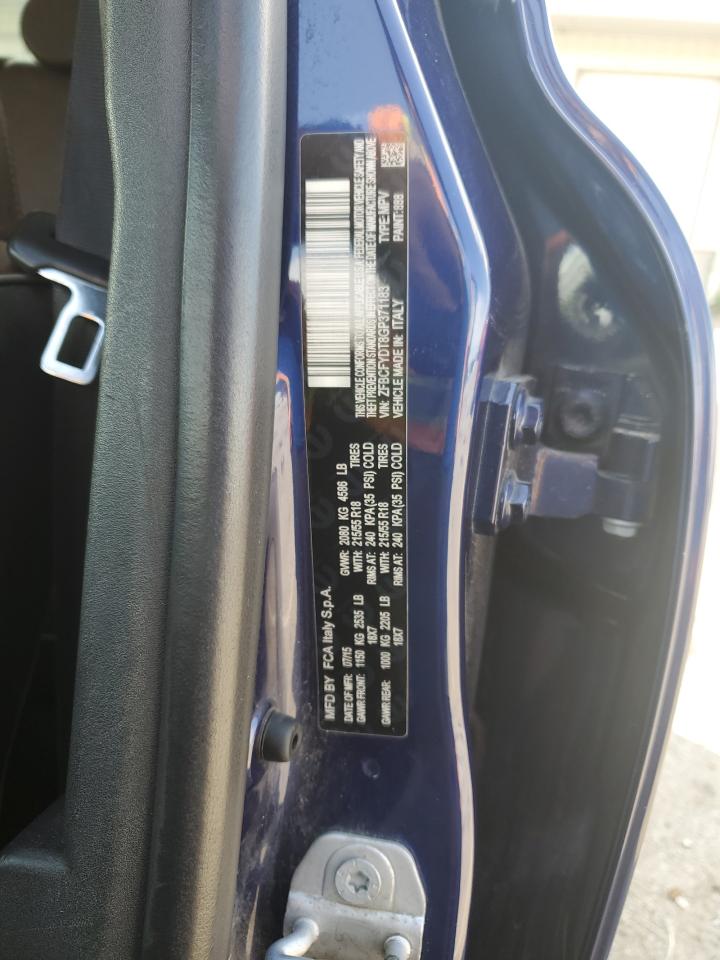 MFD BY FCA Italy S.p.A.
DATE OF MFR: 07/15 GVWR: 2080 KG 4586 LB
GAWR FRONT: 1150 KG 2535 LB WITH: 215/55 R18 TIRES
18X7 RIMS AT: 240 KPA(35 PSI) COLD
GAWR REAR: 1000 KG 2205 LB WITH: 215/55 R18 TIRES
18X7 RIMS AT: 240 KPA(35 PSI) COLD
THIS VEHICLE CONFORMS TO ALL APPLICABLE FEDERAL MOTOR VEHICLE SAFETY AND
THEFT PREVENTION STANDARDS IN EFFECT ON THE DATE OF MANUFACTURE SHOWN ABOVE
VIN: ZFBCFYDT8GP371183 TYPE: MPV
VEHICLE MADE IN: ITALY PAINT: 888